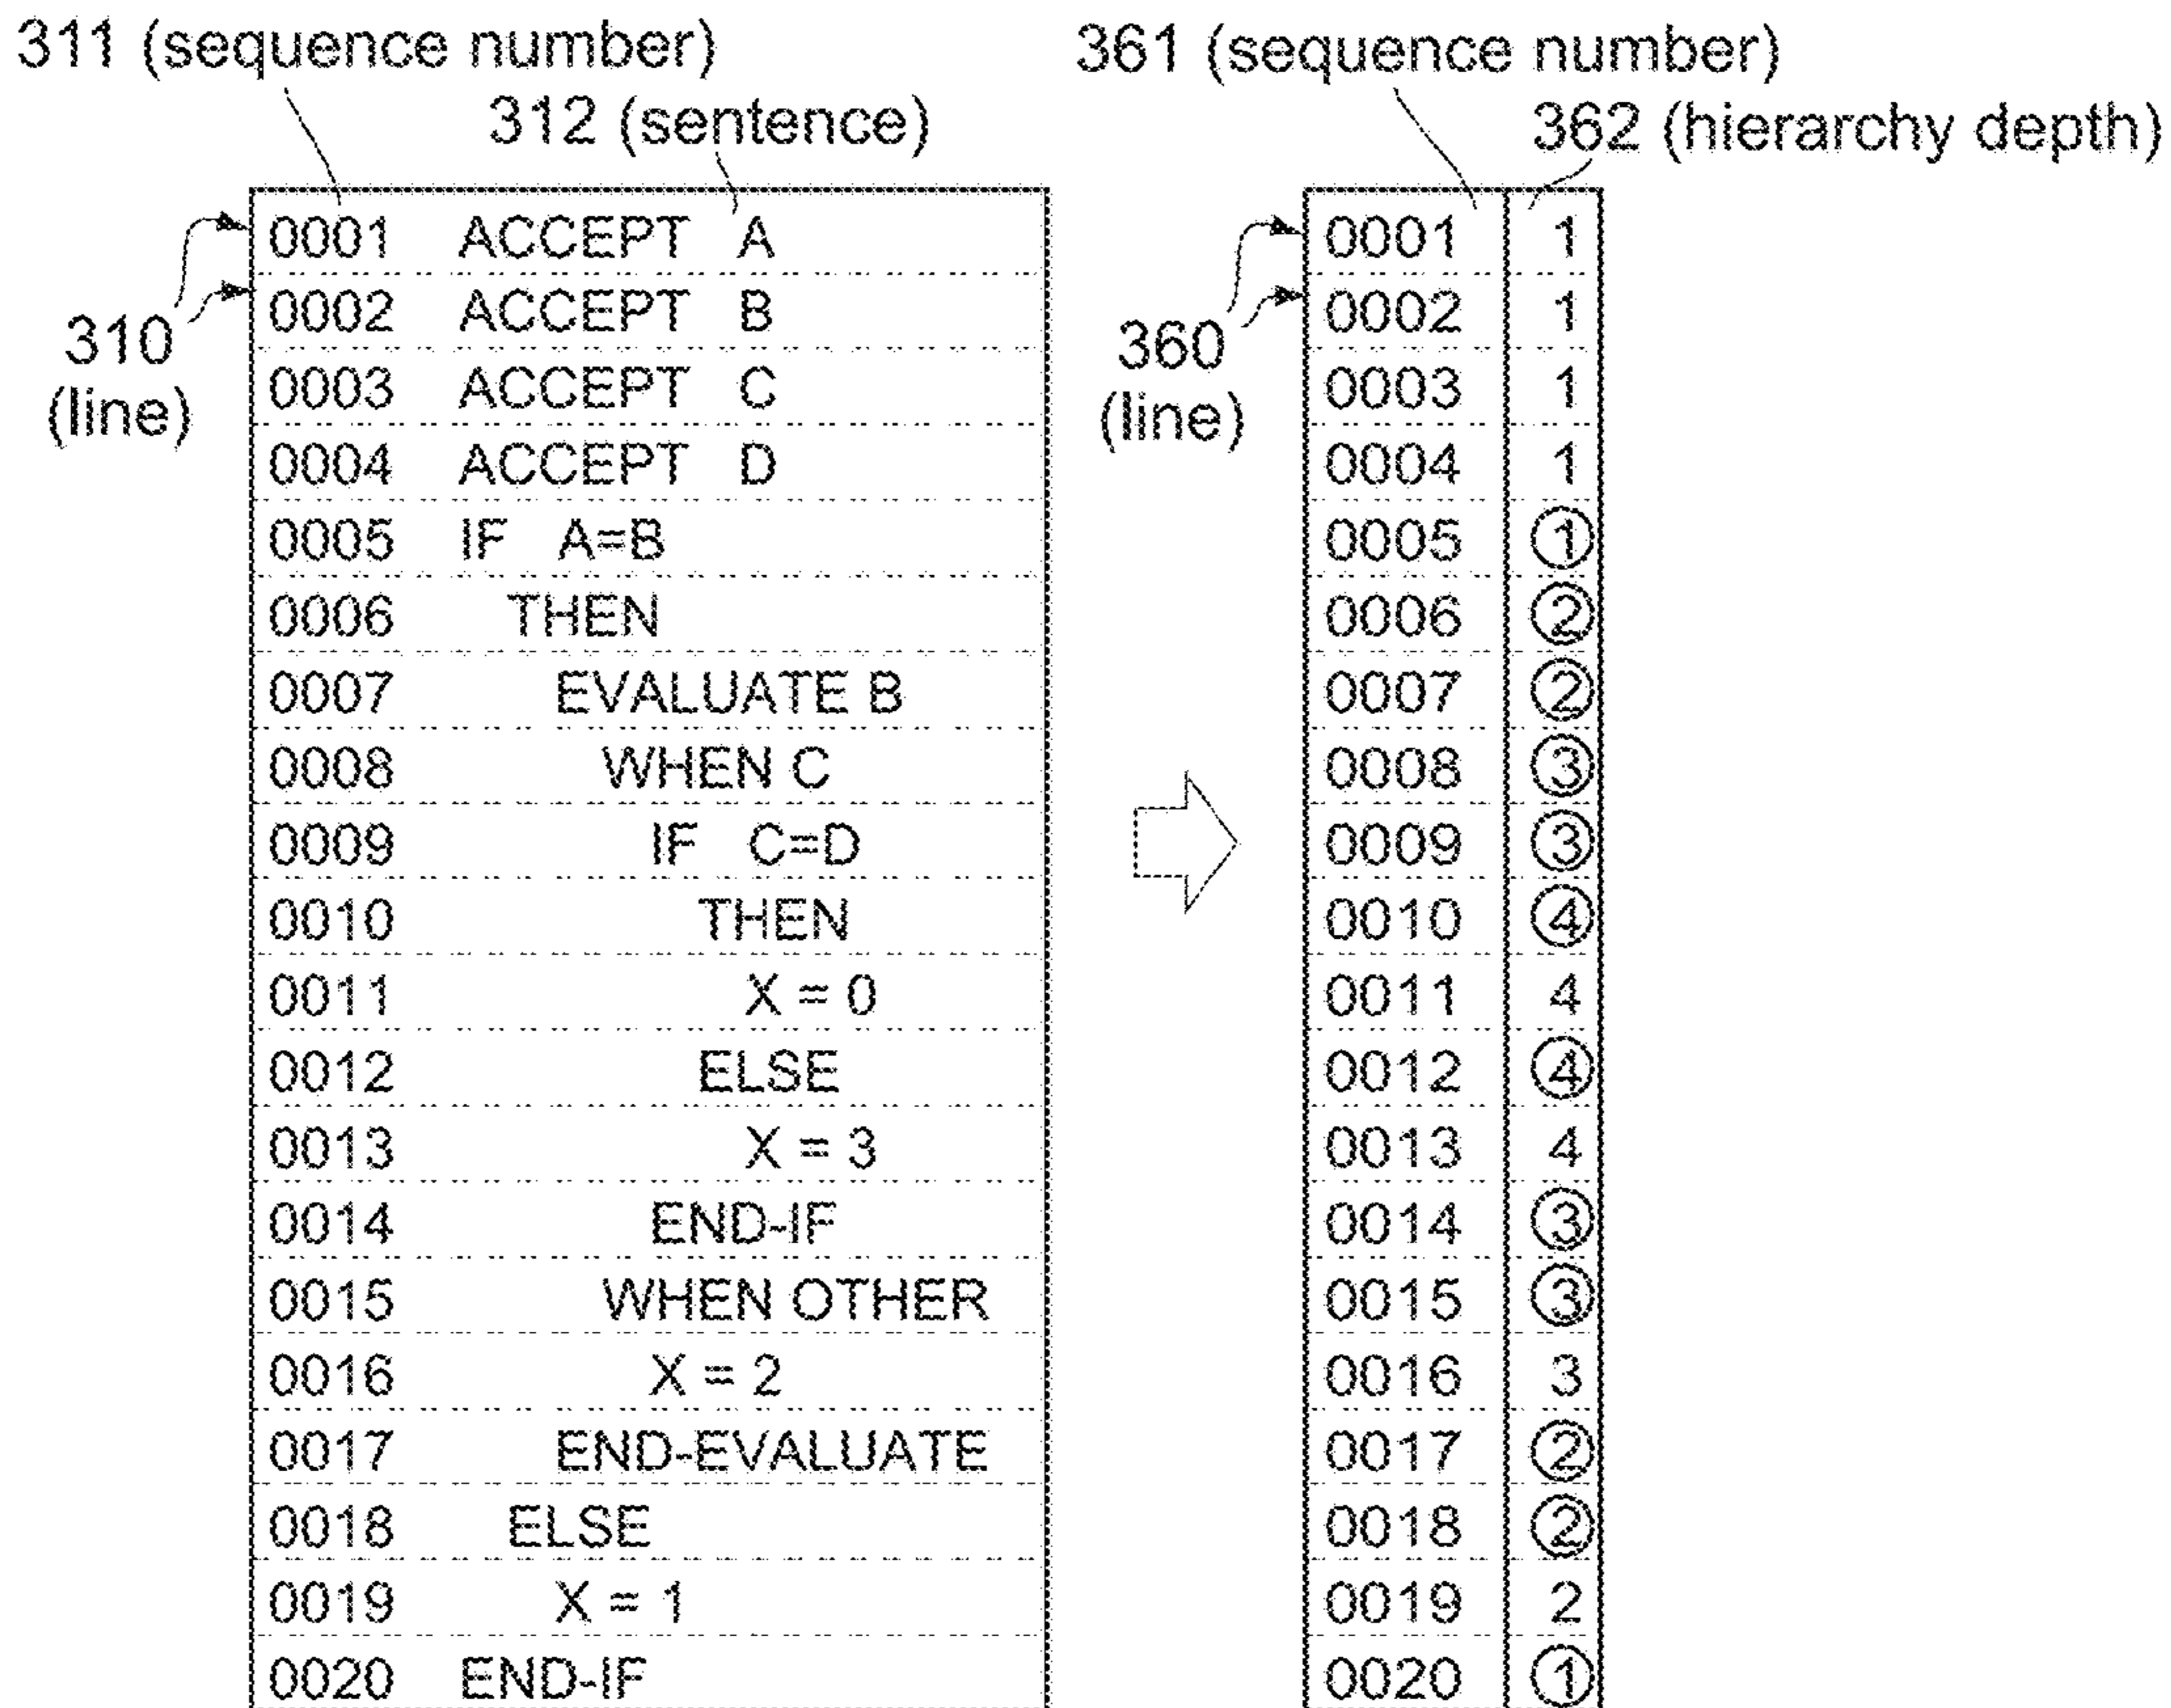 311 (sequence number)
312 (sentence)
361 (sequence number)
362 (hierarchy depth)
310
(line)
360
(line)
0001 ACCEPT A
0002 ACCEPT B
0003 ACCEPT C
0004 ACCEPT D
0005 IF A=B
0006 THEN
0007 EVALUATE B
0008 WHEN C
0009 IF C=D
0010 THEN
0011 X = 0
0012 ELSE
0013 X = 3
0014 END-IF
0015 WHEN OTHER
0016 X = 2
0017 END-EVALUATE
0018 ELSE
0019 X = 1
0020 END-IF
0001 1
0002 1
0003 1
0004 1
0005 ①
0006 ②
0007 ②
0008 ③
0009 ③
0010 ④
0011 4
0012 ④
0013 4
0014 ③
0015 ③
0016 3
0017 ②
0018 ②
0019 2
0020 ①